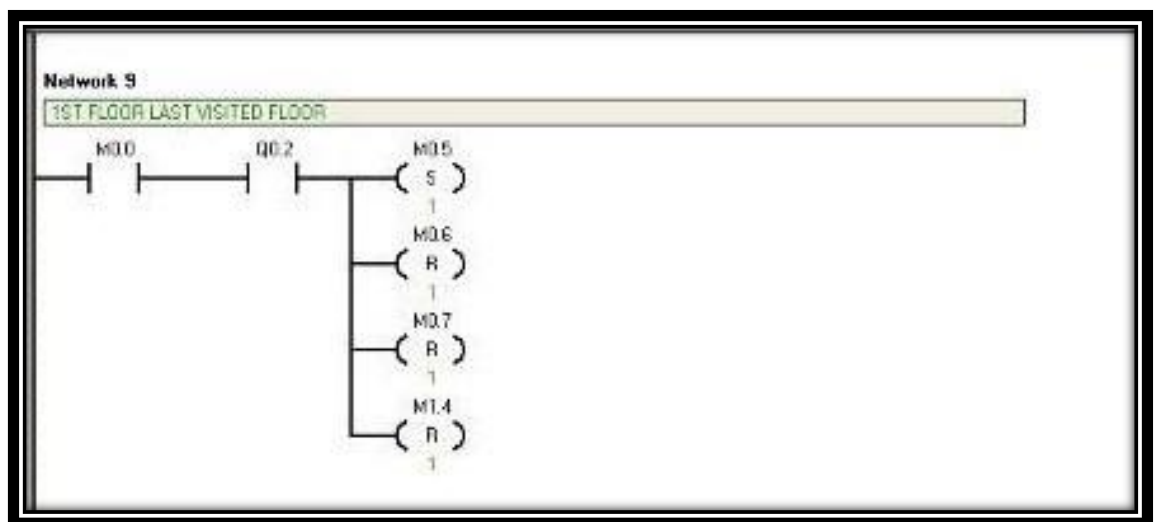 Network 9
1ST FLOOR LAST VISITED FLOOR
M0.0 Q0.2 M0.5
S
1
M0.6
R
1
M0.7
R
1
M1.4
R
1